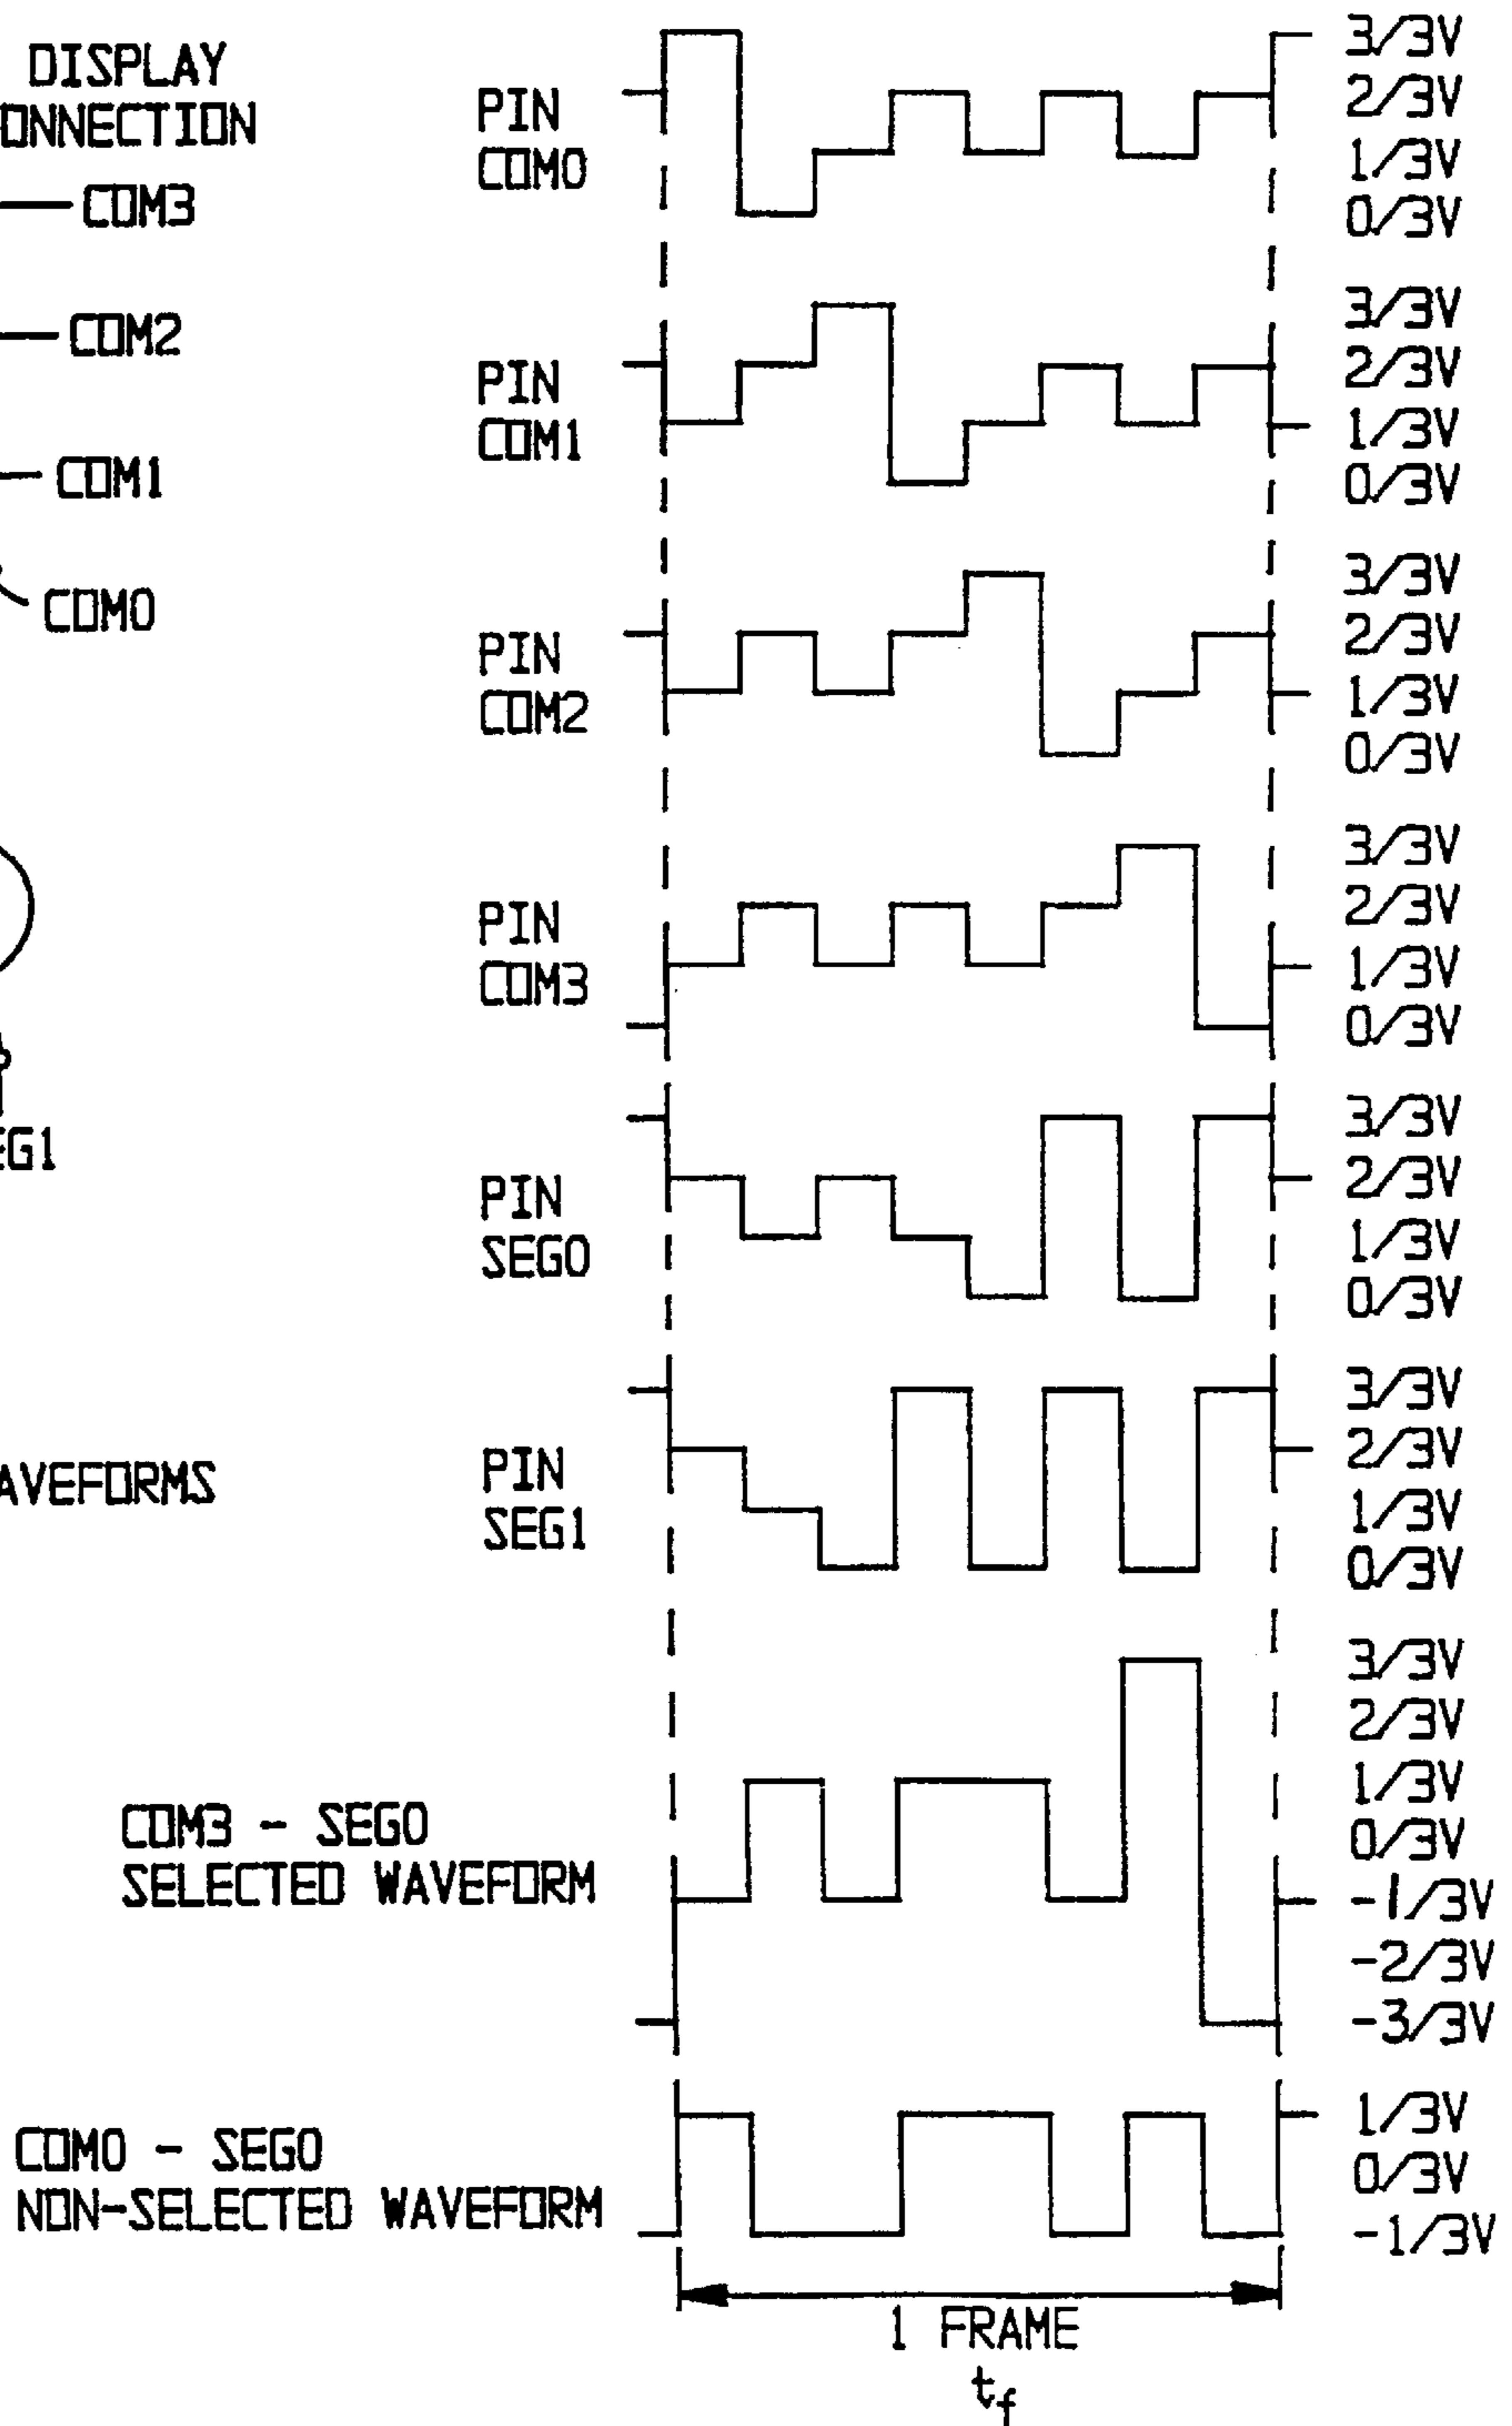 DISPLAY
ONNECTION
COM3
COM2
COM1
COM0
EG1
AVEFORMS
PIN
COM0
3/3V
2/3V
1/3V
0/3V
PIN
COM1
3/3V
2/3V
1/3V
0/3V
PIN
COM2
3/3V
2/3V
1/3V
0/3V
PIN
COM3
3/3V
2/3V
1/3V
0/3V
PIN
SEG0
3/3V
2/3V
1/3V
0/3V
PIN
SEG1
3/3V
2/3V
1/3V
0/3V
COM3 - SEG0
SELECTED WAVEFORM
3/3V
2/3V
1/3V
0/3V
-1/3V
-2/3V
-3/3V
COM0 - SEG0
NON-SELECTED WAVEFORM
1/3V
0/3V
-1/3V
1 FRAME
tf